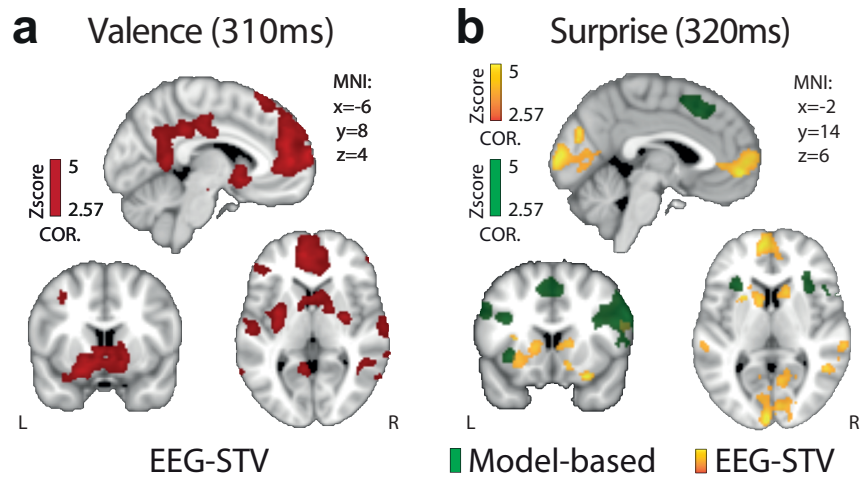 a Valence (310ms)
MNI:
x=-6
y=8
z=4
Zscore
5
2.57
COR.
L
R
EEG-STV
b Surprise (320ms)
Zscore
5
2.57
COR.
Zscore
5
2.57
COR.
MNI:
x=-2
y=14
z=6
L
R
Model-based EEG-STV